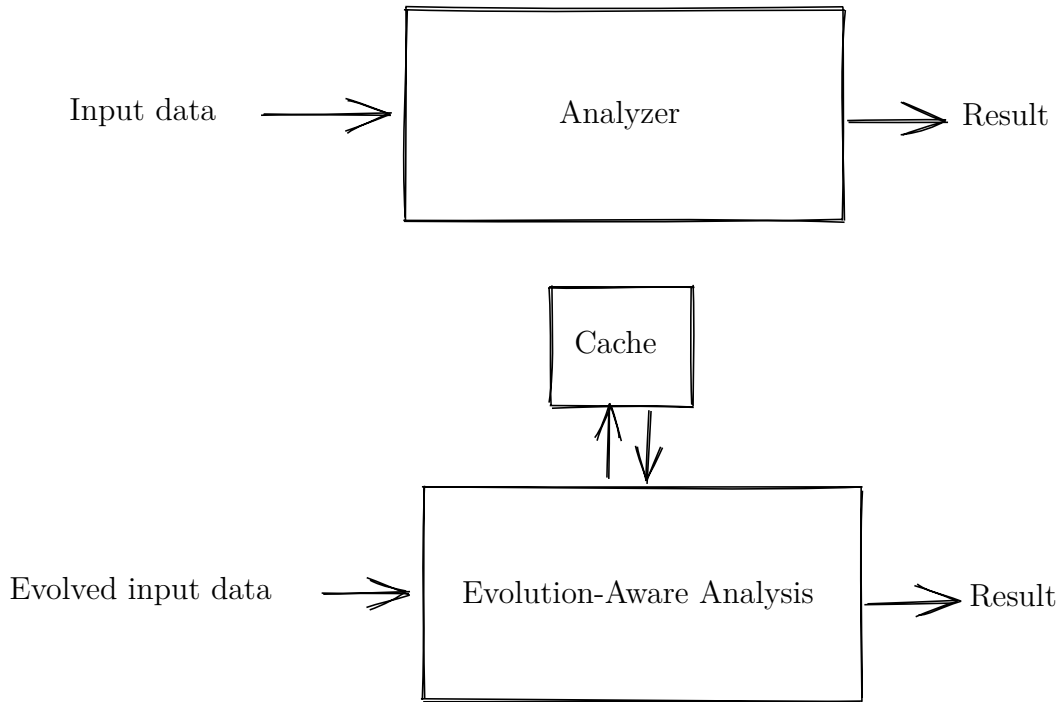 Input data
Analyzer
Result
Cache
Evolved input data
Evolution-Aware Analysis
Result